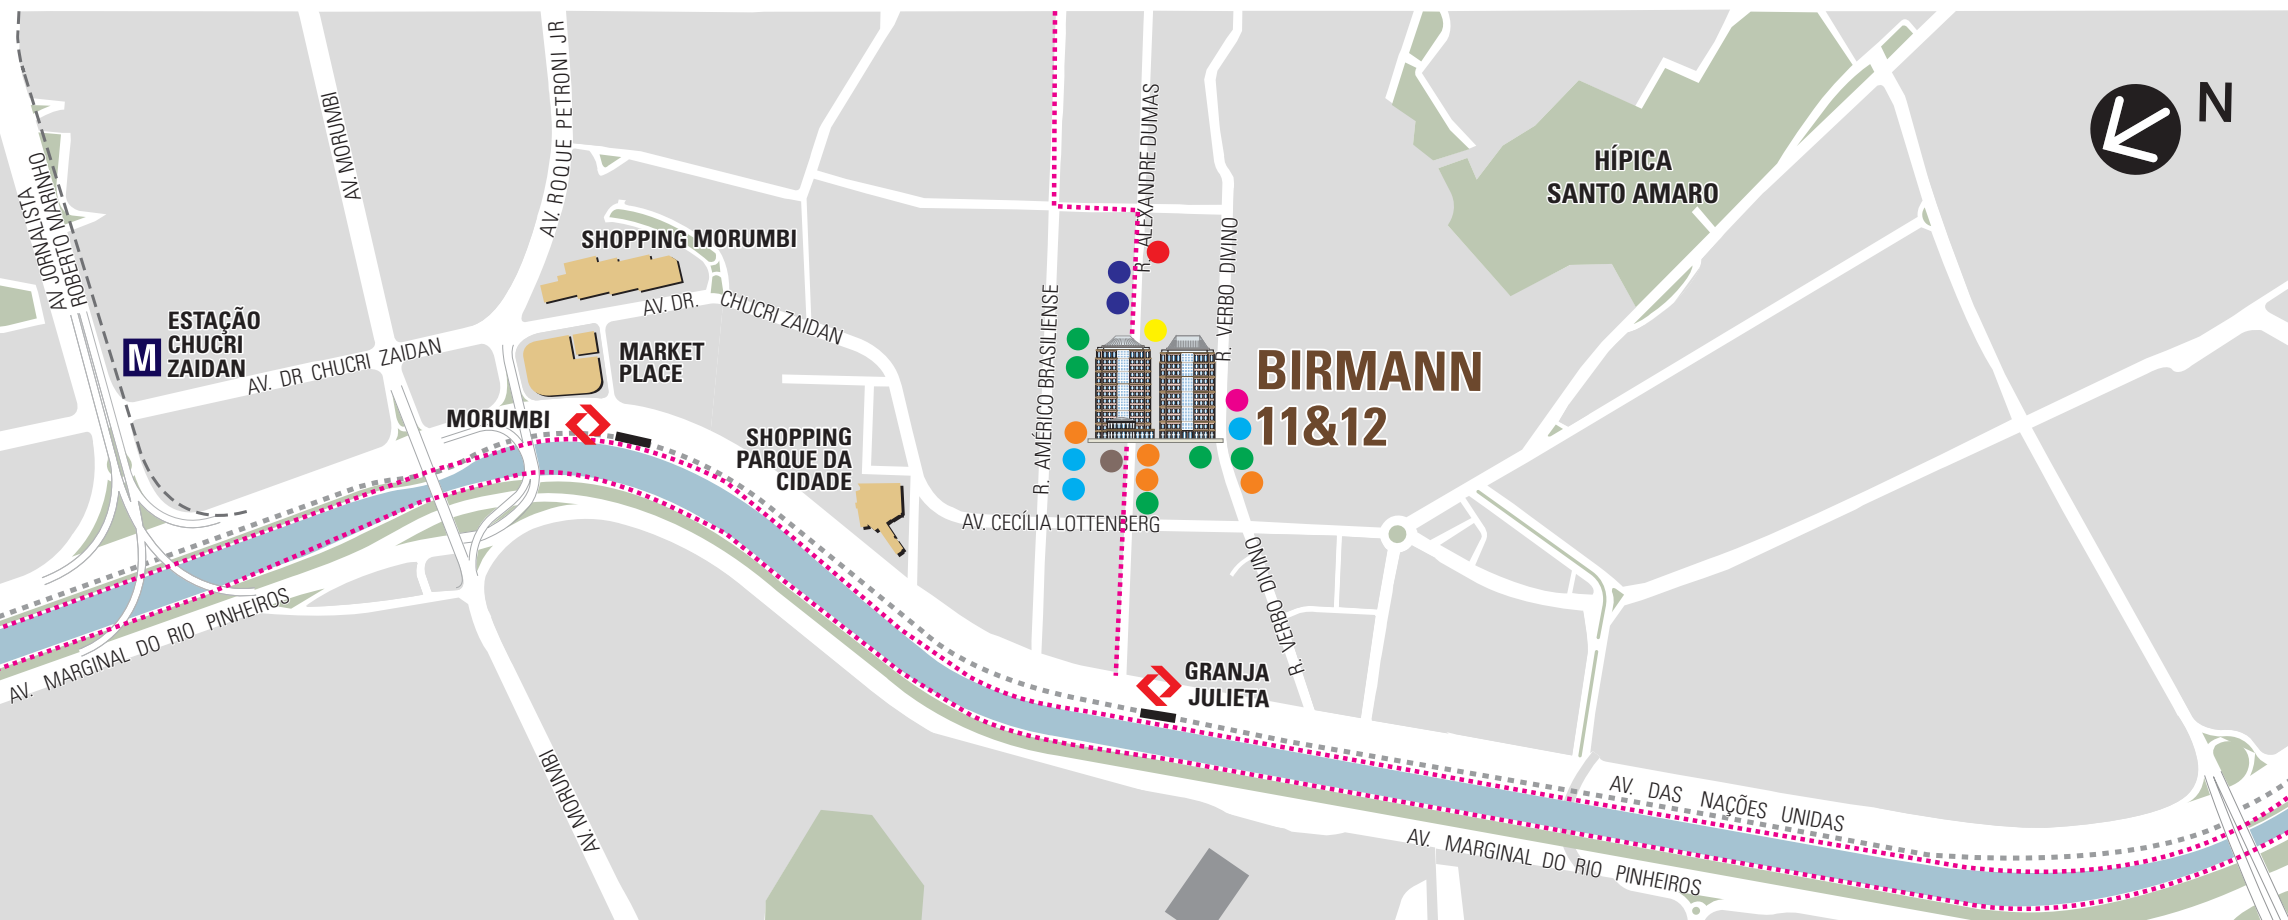 AV. ROQUE PETRONI JR
AV. MORUMBI
R. ALEXANDRE DUMAS
N
HÍPICA
SANTO AMARO
AV JORNALISTA
ROBERTO MARINHO
SHOPPING MORUMBI
R. VERBO DIVINO
AV. DR. CHUCRI ZAIDAN
R. AMÉRICO BRASILIENSE
M
ESTAÇÃO
CHUCRI
ZAIDAN
AV. DR CHUCRI ZAIDAN
MARKET
PLACE
BIRMANN
11&12
MORUMBI
SHOPPING
PARQUE DA
CIDADE
AV. CECÍLIA LOTTENBERG
R. VERBO DIVINO
AV. MARGINAL DO RIO PINHEIROS
GRANJA
JULIETA
AV. MORUMBI
AV. DAS NAÇÕES UNIDAS
AV. MARGINAL DO RIO PINHEIROS